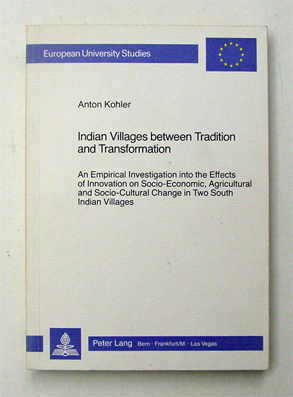 European University Studies
Anton Kohler
Indian Villages between Tradition
and Transformation
An Empirical Investigation into the Effects
of Innovation on Socio-Economic, Agricultural
and Socio-Cultural Change in Two South
Indian Villages
Peter Lang Bern · Frankfurt/M. · Las Vegas